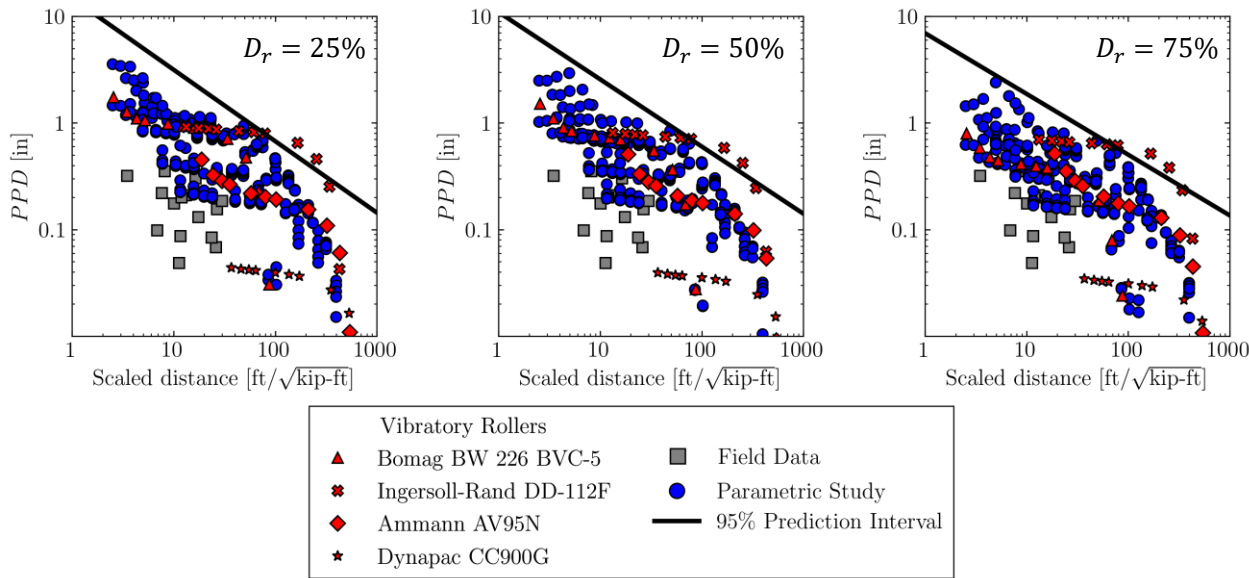 D_r = 25%
D_r = 50%
D_r = 75%
PPD [in]
10
1
0.1
1
10
100
1000
Scaled distance [ft/√kip-ft]
PPD [in]
10
1
0.1
1
10
100
1000
Scaled distance [ft/√kip-ft]
PPD [in]
10
1
0.1
1
10
100
1000
Scaled distance [ft/√kip-ft]
Vibratory Rollers
Bomag BW 226 BVC-5
Ingersoll-Rand DD-112F
Ammann AV95N
Dynapac CC900G
Field Data
Parametric Study
95% Prediction Interval